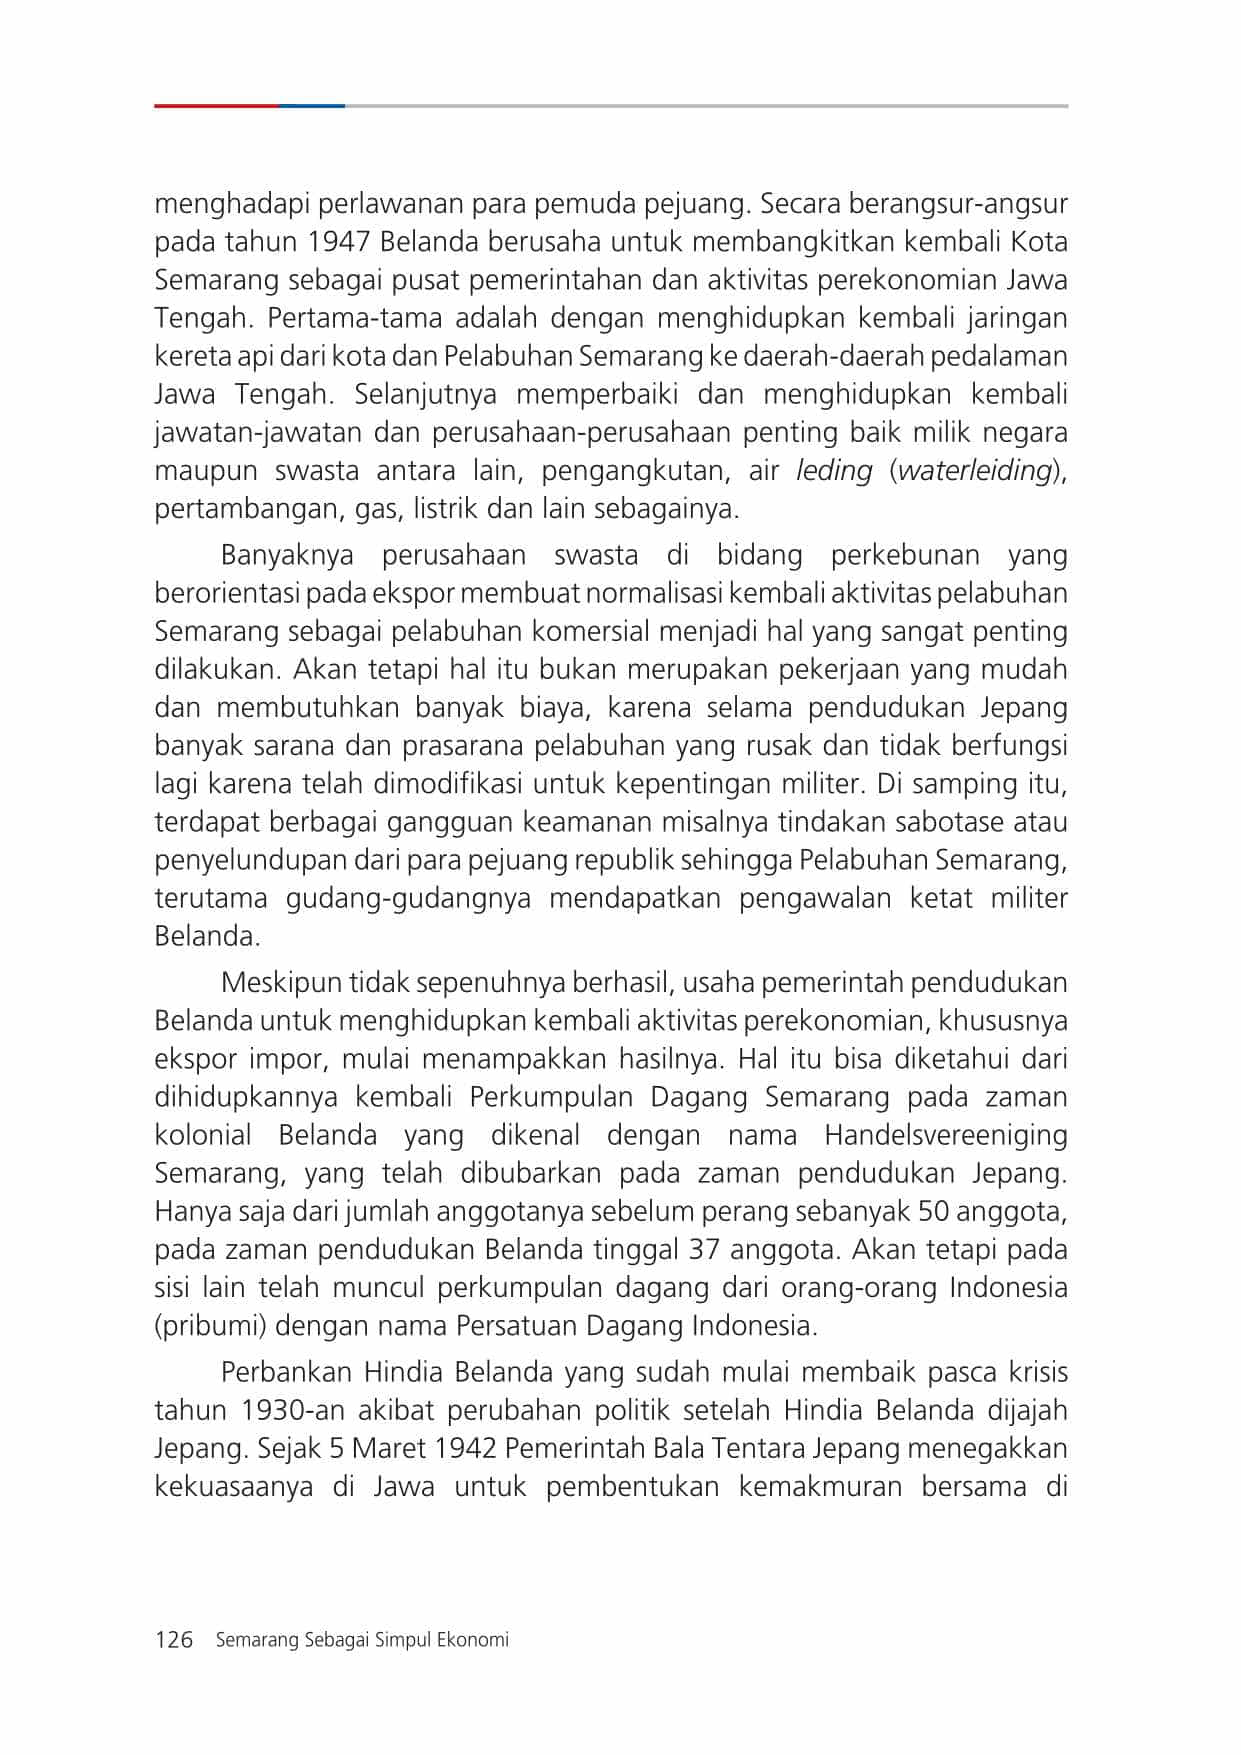 menghadapi perlawanan para pemuda pejuang. Secara berangsur-angsur
pada tahun 1947 Belanda berusaha untuk membangkitkan kembali Kota
Semarang sebagai pusat pemerintahan dan aktivitas perekonomian Jawa
Tengah. Pertama-tama adalah dengan menghidupkan kembali jaringan
kereta api dari kota dan Pelabuhan Semarang ke daerah-daerah pedalaman
Jawa Tengah. Selanjutnya memperbaiki dan menghidupkan kembali
jawatan-jawatan dan perusahaan-perusahaan penting baik milik negara
maupun swasta antara lain, pengangkutan, air leding (waterleiding),
pertambangan, gas, listrik dan lain sebagainya.
Banyaknya perusahaan swasta di bidang perkebunan yang
berorientasi pada ekspor membuat normalisasi kembali aktivitas pelabuhan
Semarang sebagai pelabuhan komersial menjadi hal yang sangat penting
dilakukan. Akan tetapi hal itu bukan merupakan pekerjaan yang mudah
dan membutuhkan banyak biaya, karena selama pendudukan Jepang
banyak sarana dan prasarana pelabuhan yang rusak dan tidak berfungsi
lagi karena telah dimodifikasi untuk kepentingan militer. Di samping itu,
terdapat berbagai gangguan keamanan misalnya tindakan sabotase atau
penyelundupan dari para pejuang republik sehingga Pelabuhan Semarang,
terutama gudang-gudangnya mendapatkan pengawalan ketat militer
Belanda.
Meskipun tidak sepenuhnya berhasil, usaha pemerintah pendudukan
Belanda untuk menghidupkan kembali aktivitas perekonomian, khususnya
ekspor impor, mulai menampakkan hasilnya. Hal itu bisa diketahui dari
dihidupkannya kembali Perkumpulan Dagang Semarang pada zaman
kolonial Belanda yang dikenal dengan nama Handelsvereeniging
Semarang, yang telah dibubarkan pada zaman pendudukan Jepang.
Hanya saja dari jumlah anggotanya sebelum perang sebanyak 50 anggota,
pada zaman pendudukan Belanda tinggal 37 anggota. Akan tetapi pada
sisi lain telah muncul perkumpulan dagang dari orang-orang Indonesia
(pribumi) dengan nama Persatuan Dagang Indonesia.
Perbankan Hindia Belanda yang sudah mulai membaik pasca krisis
tahun 1930-an akibat perubahan politik setelah Hindia Belanda dijajah
Jepang. Sejak 5 Maret 1942 Pemerintah Bala Tentara Jepang menegakkan
kekuasaanya di Jawa untuk pembentukan kemakmuran bersama di
126 Semarang Sebagai Simpul Ekonomi